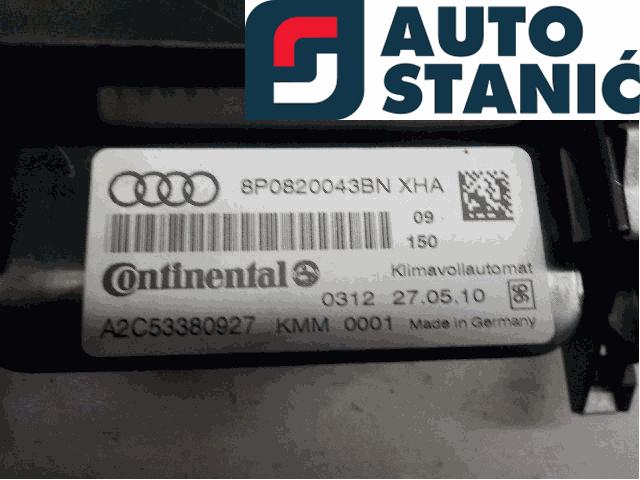 AUTO
STANIĆ
8P0820043BN XHA
09
150
Continental
Klimavollautomat
0312 27.05.10
A2C53380927 KMM 0001 Made in Germany